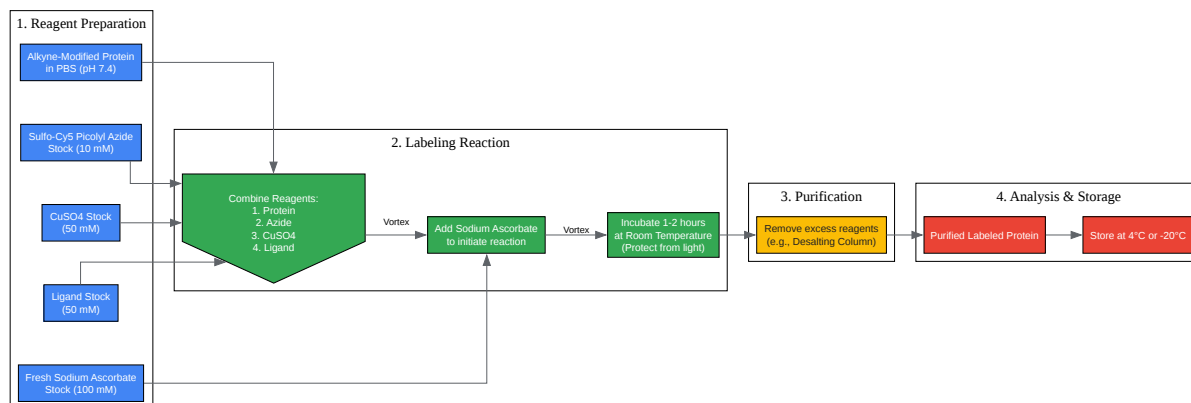 1. Reagent Preparation
Alkyne-Modified Protein
in PBS (pH 7.4)
Sulfo-Cy5 Picolyl Azide
Stock (10 mM)
CuSO4 Stock
(50 mM)
Ligand Stock
(50 mM)
Fresh Sodium Ascorbate
Stock (100 mM)
2. Labeling Reaction
Combine Reagents:
1. Protein
2. Azide
3. CuSO4
4. Ligand
Vortex
Add Sodium Ascorbate
to initiate reaction
Vortex
Incubate 1-2 hours
at Room Temperature
(Protect from light)
3. Purification
Remove excess reagents
(e.g., Desalting Column)
4. Analysis & Storage
Purified Labeled Protein
Store at 4°C or -20°C